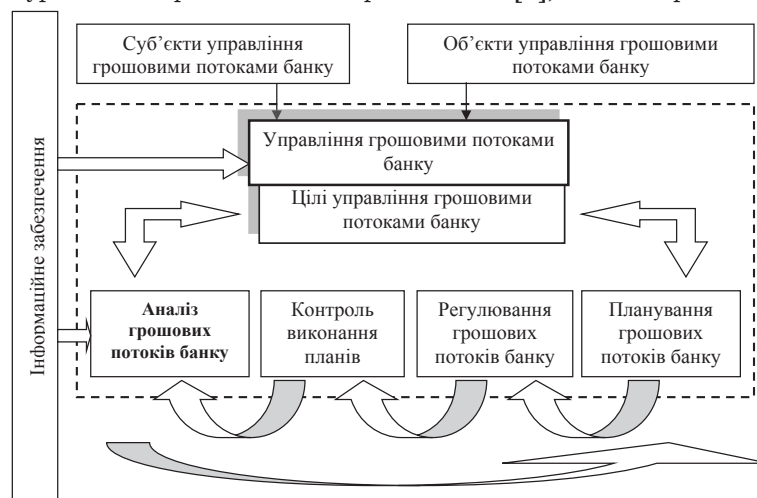 Суб’єкти управління
грошовими потоками банку
Об’єкти управління грошовими
потоками банку
Інформаційне забезпечення
Управління грошовими потоками
банку
Цілі управління грошовими
потоками банку
Аналіз
грошових
потоків банку
Контроль
виконання
планів
Регулювання
грошових
потоків банку
Планування
грошових
потоків банку